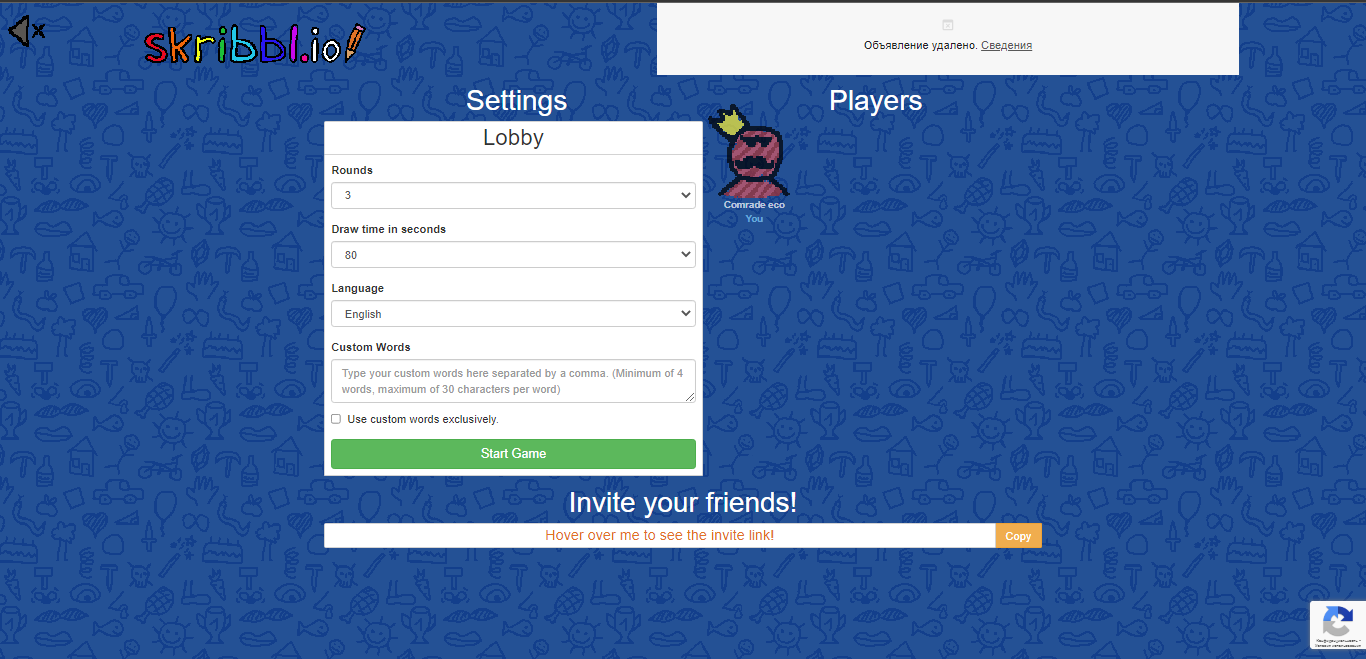 skribbl.io
Объявление удалено. Сведения
Settings
Players
Lobby
Rounds
3
Draw time in seconds
80
Language
English
Custom Words
Type your custom words here separated by a comma. (Minimum of 4
words, maximum of 30 characters per word)
Use custom words exclusively.
Start Game
Comrade eco
You
Invite your friends!
Hover over me to see the invite link!
Copy